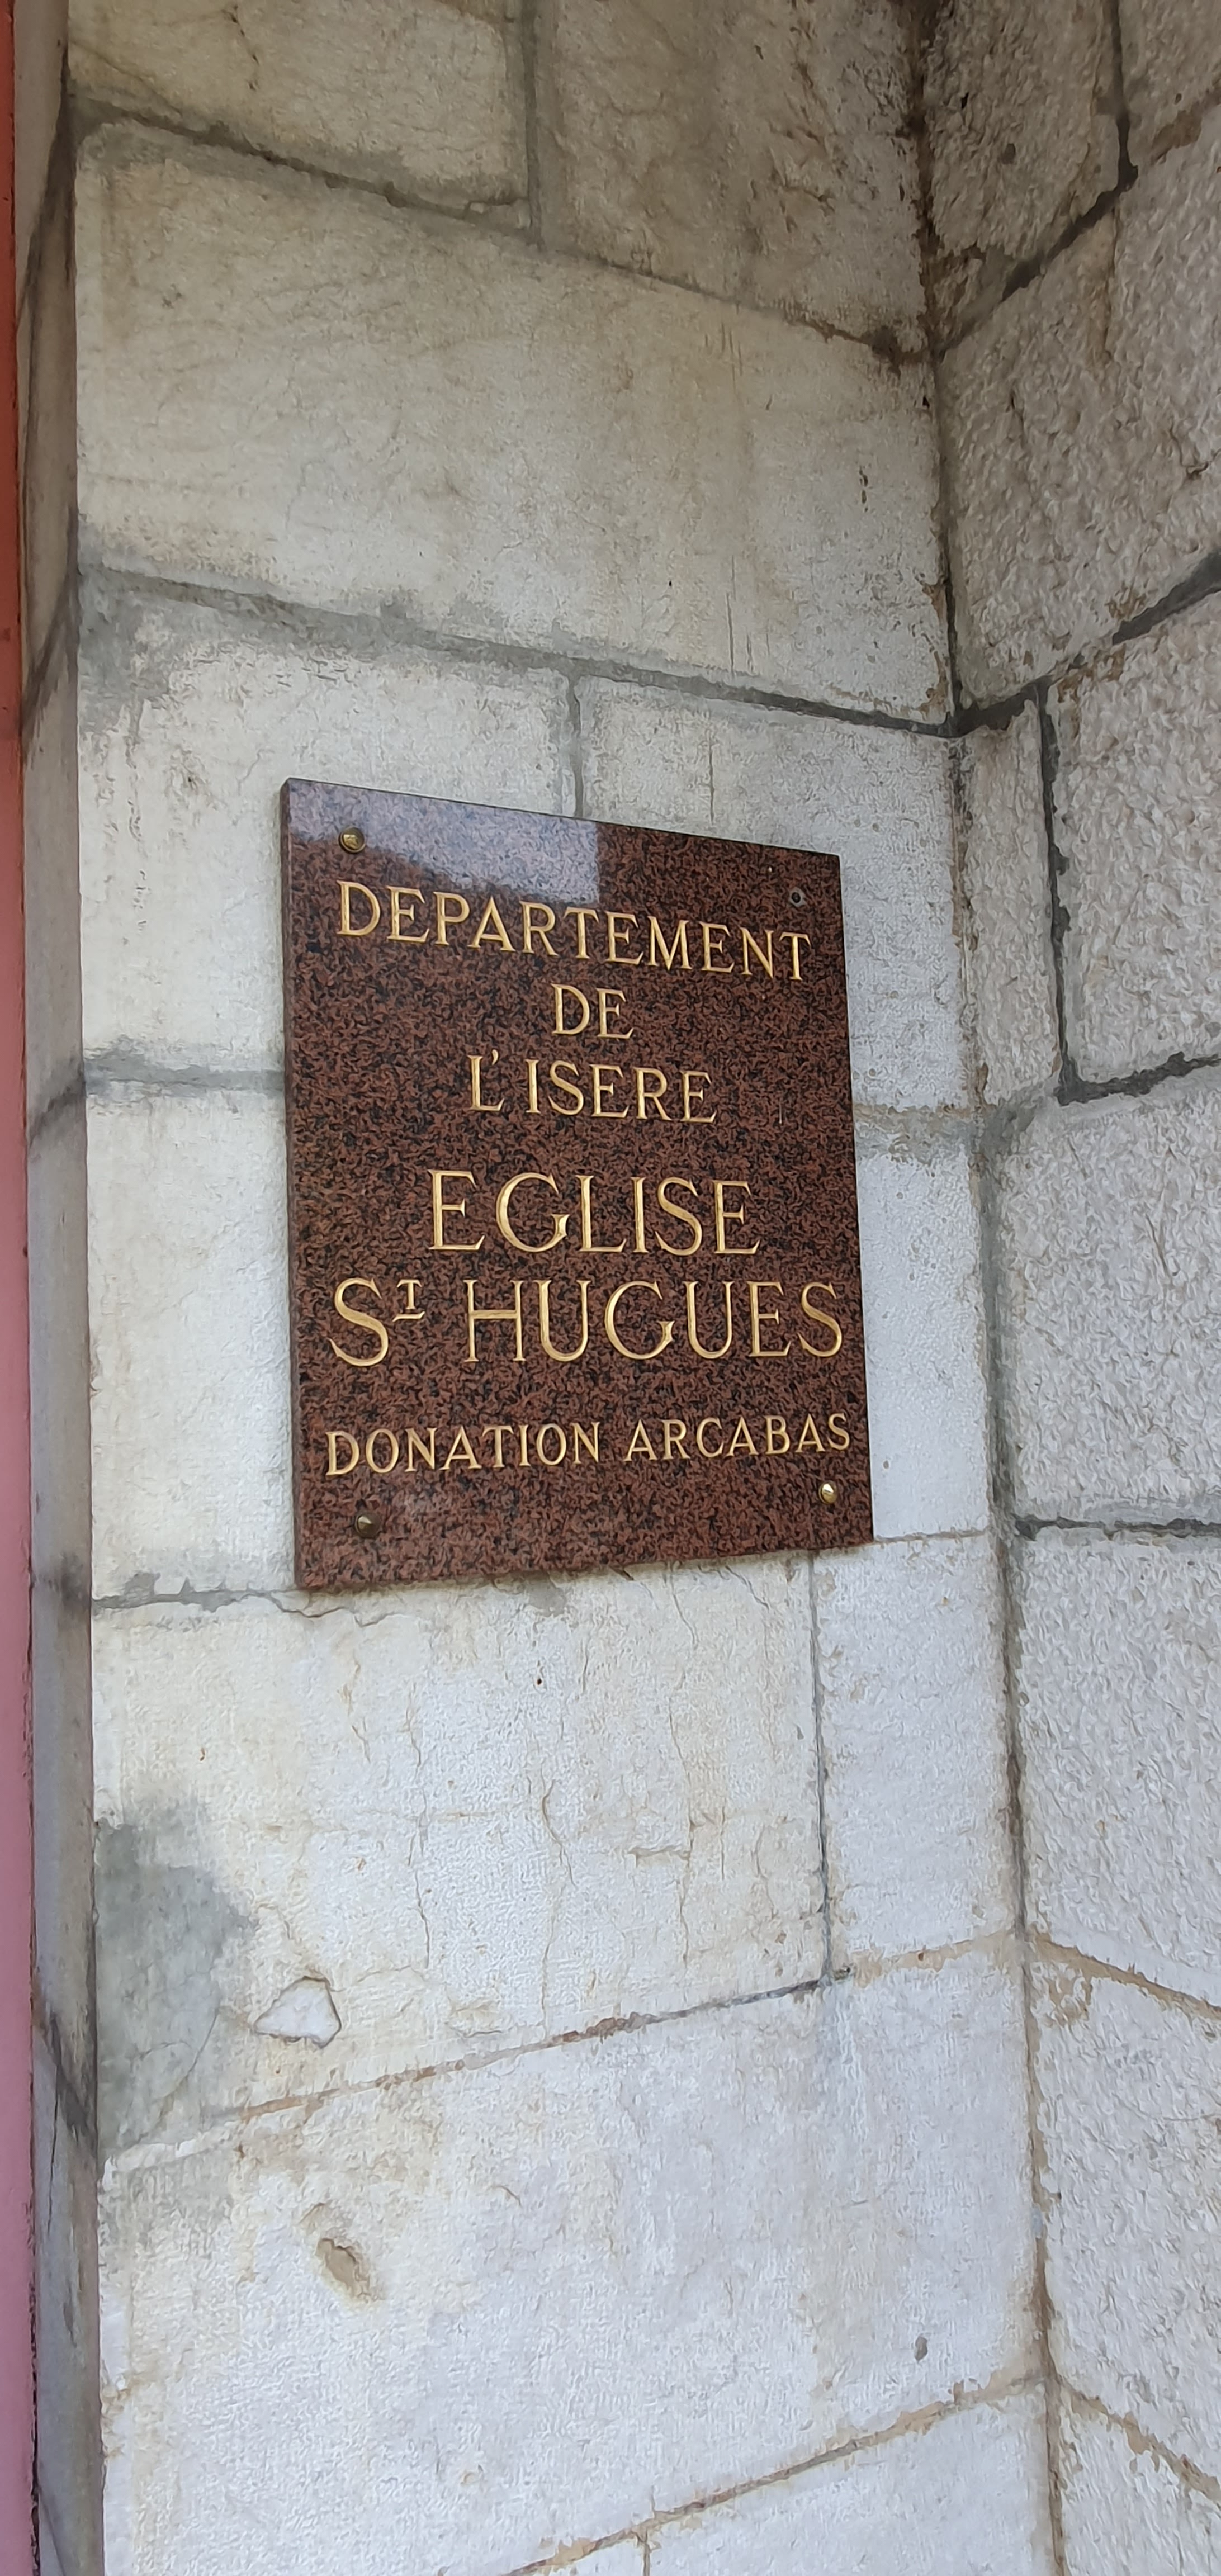 DEPARTEMENT
DE
L'ISERE
EGLISE
ST HUGUES
DONATION ARCABAS